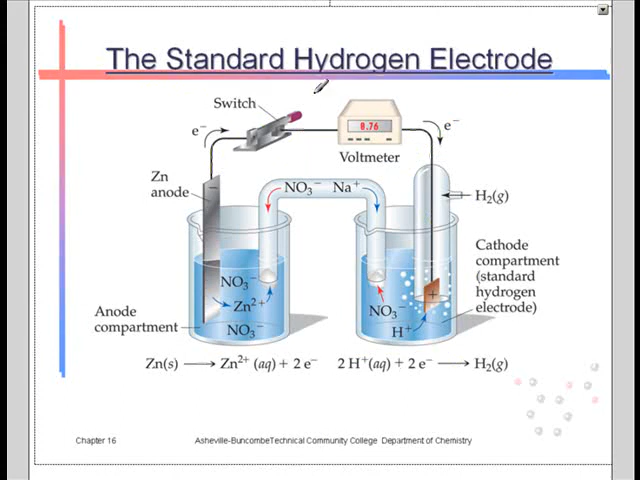 The Standard Hydrogen Electrode
Switch
e⁻
0.76
e⁻
Voltmeter
Zn
anode
−
NO₃⁻ Na⁺
H₂(g)
Cathode
compartment
(standard
hydrogen
electrode)
NO₃⁻
Zn²⁺
+
NO₃⁻
Anode
compartment
NO₃⁻
H⁺
Zn(s) ⟶ Zn²⁺ (aq) + 2 e⁻
2 H⁺(aq) + 2 e⁻ ⟶ H₂(g)
Chapter 16
Asheville-BuncombeTechnical Community College Department of Chemistry